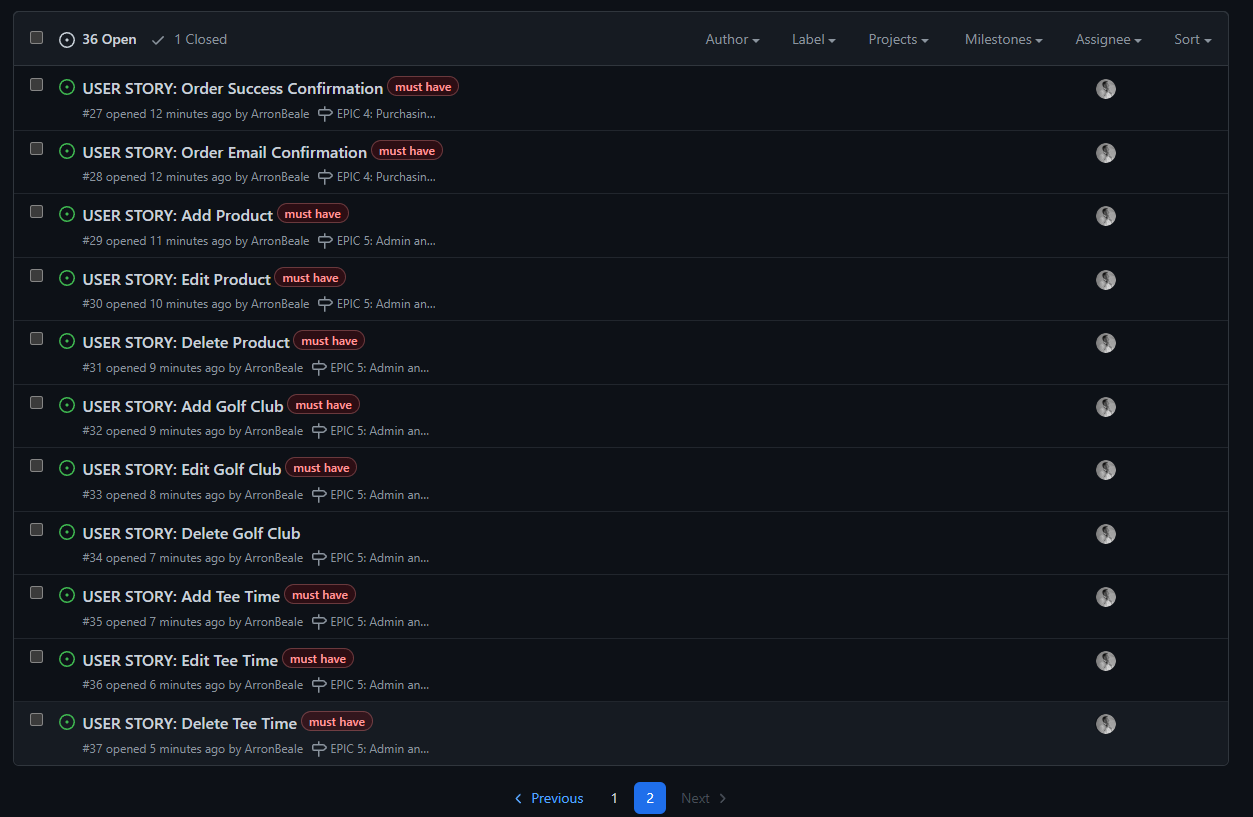 36 Open 1 Closed Author Label Projects Milestones Assignee Sort
USER STORY: Order Success Confirmation must have
#27 opened 12 minutes ago by ArronBeale EPIC 4: Purchasin...
USER STORY: Order Email Confirmation must have
#28 opened 12 minutes ago by ArronBeale EPIC 4: Purchasin...
USER STORY: Add Product must have
#29 opened 11 minutes ago by ArronBeale EPIC 5: Admin an...
USER STORY: Edit Product must have
#30 opened 10 minutes ago by ArronBeale EPIC 5: Admin an...
USER STORY: Delete Product must have
#31 opened 9 minutes ago by ArronBeale EPIC 5: Admin an...
USER STORY: Add Golf Club must have
#32 opened 9 minutes ago by ArronBeale EPIC 5: Admin an...
USER STORY: Edit Golf Club must have
#33 opened 8 minutes ago by ArronBeale EPIC 5: Admin an...
USER STORY: Delete Golf Club
#34 opened 7 minutes ago by ArronBeale EPIC 5: Admin an...
USER STORY: Add Tee Time must have
#35 opened 7 minutes ago by ArronBeale EPIC 5: Admin an...
USER STORY: Edit Tee Time must have
#36 opened 6 minutes ago by ArronBeale EPIC 5: Admin an...
USER STORY: Delete Tee Time must have
#37 opened 5 minutes ago by ArronBeale EPIC 5: Admin an...
Previous 1 2 Next